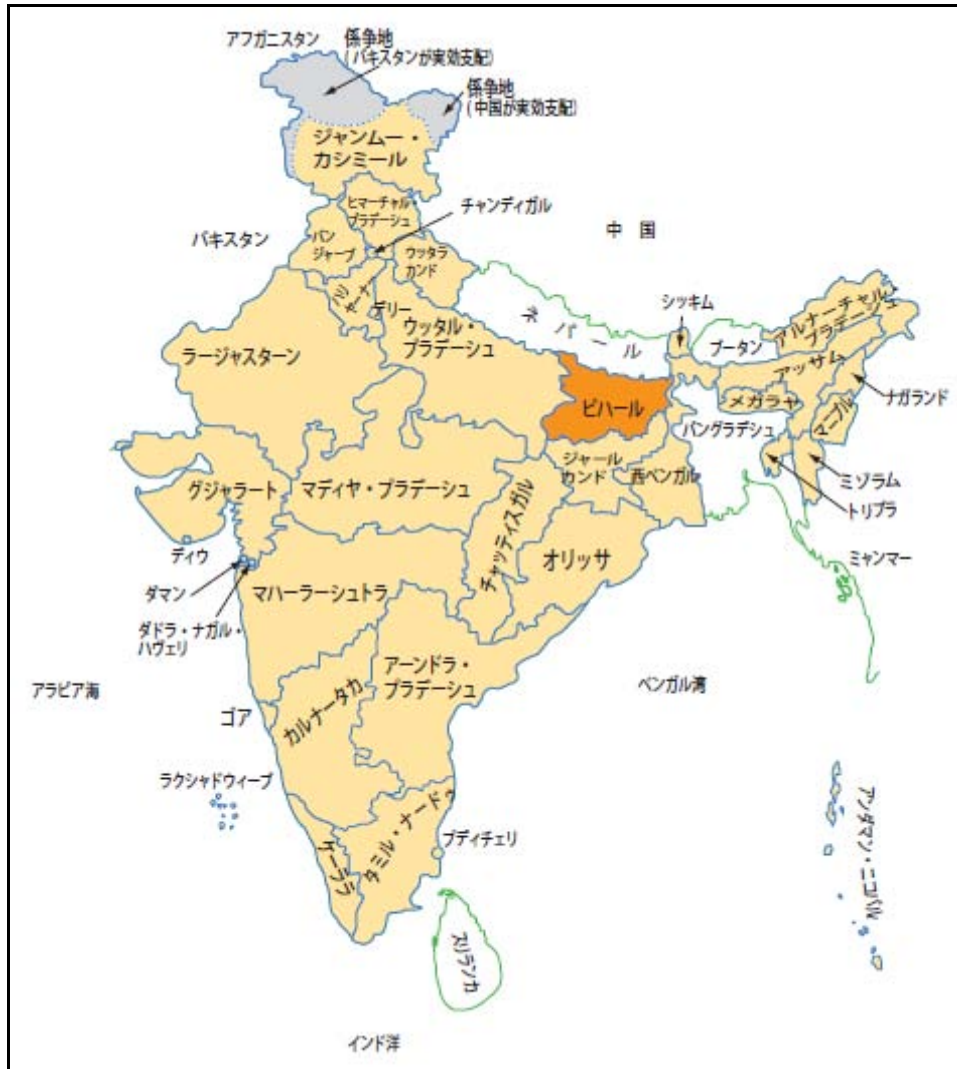 アフガニスタン
係争地
(パキスタンが実効支配)
係争地
(中国が実効支配)
ジャンムー・
カシミール
ヒマーチャル・
プラデーシュ
チャンディガル
パキスタン
パン
ジャーブ
ウッタラ
カンド
中 国
ハリ
ヤーナー
デリー
ネ パ ー ル
シッキム
ブータン
アルナーチャル・
プラデーシュ
ラージャスターン
ウッタル・
プラデーシュ
アッサム
ナガランド
ビハール
メガラヤ
マニプル
バングラデシュ
グジャラート
マディヤ・プラデーシュ
ジャール
カンド
西ベンガル
ミゾラム
トリプラ
チャッティスガル
オリッサ
ディウ
ミャンマー
ダマン
マハーラーシュトラ
ダドラ・ナガル・
ハヴェリ
アーンドラ・
プラデーシュ
アラビア海
ベンガル湾
ゴア
カルナータカ
ラクシャドウィープ
タミル・ナードゥ
プディチェリ
アンダマン・ニコバル
ケーララ
スリランカ
インド洋